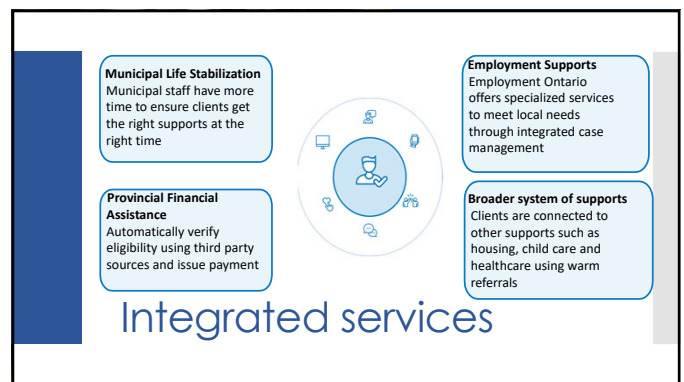 Municipal Life Stabilization
Municipal staff have more
time to ensure clients get
the right supports at the
right time
Provincial Financial
Assistance
Automatically verify
eligibility using third party
sources and issue payment
Employment Supports
Employment Ontario
offers specialized services
to meet local needs
through integrated case
management
Broader system of supports
Clients are connected to
other supports such as
housing, child care and
healthcare using warm
referrals
Integrated services